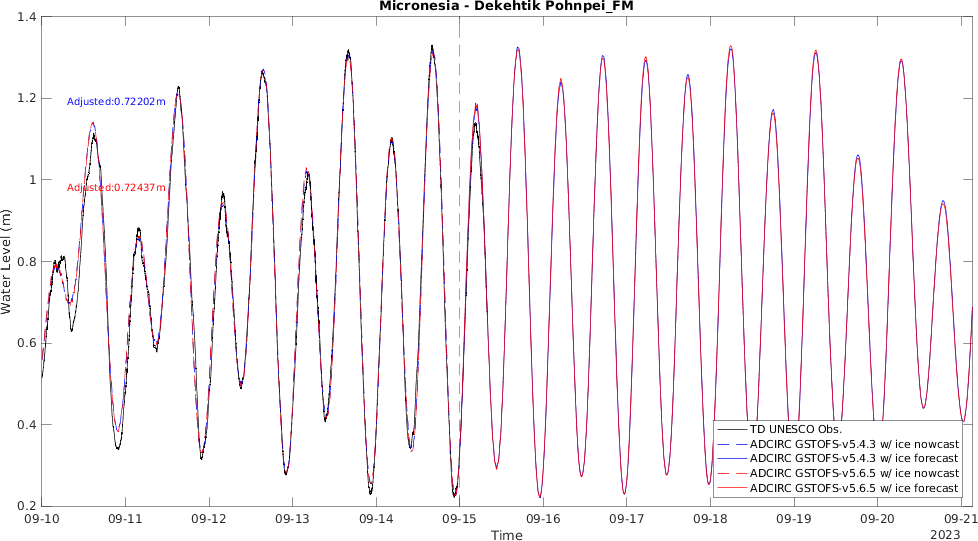 Micronesia - Dekehtik Pohnpei_FM
Water Level (m)
1.4
1.2
1
0.8
0.6
0.4
0.2
Adjusted:0.72202m
Adjusted:0.72437m
TD UNESCO Obs.
ADCIRC GSTOFS-v5.4.3 w/ ice nowcast
ADCIRC GSTOFS-v5.4.3 w/ ice forecast
ADCIRC GSTOFS-v5.6.5 w/ ice nowcast
ADCIRC GSTOFS-v5.6.5 w/ ice forecast
09-10 09-11 09-12 09-13 09-14 09-15 09-16 09-17 09-18 09-19 09-20 09-21
Time
2023